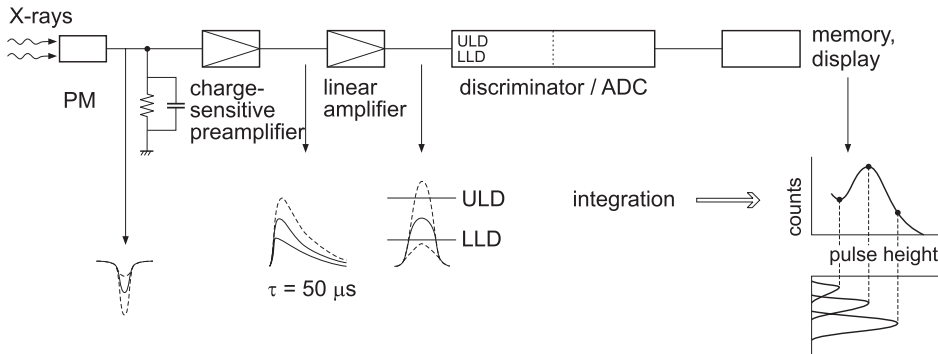 X-rays
PM
charge-
sensitive
preamplifier
linear
amplifier
ULD
LLD
discriminator / ADC
memory,
display
ULD
LLD
τ = 50 μs
integration
counts
pulse height